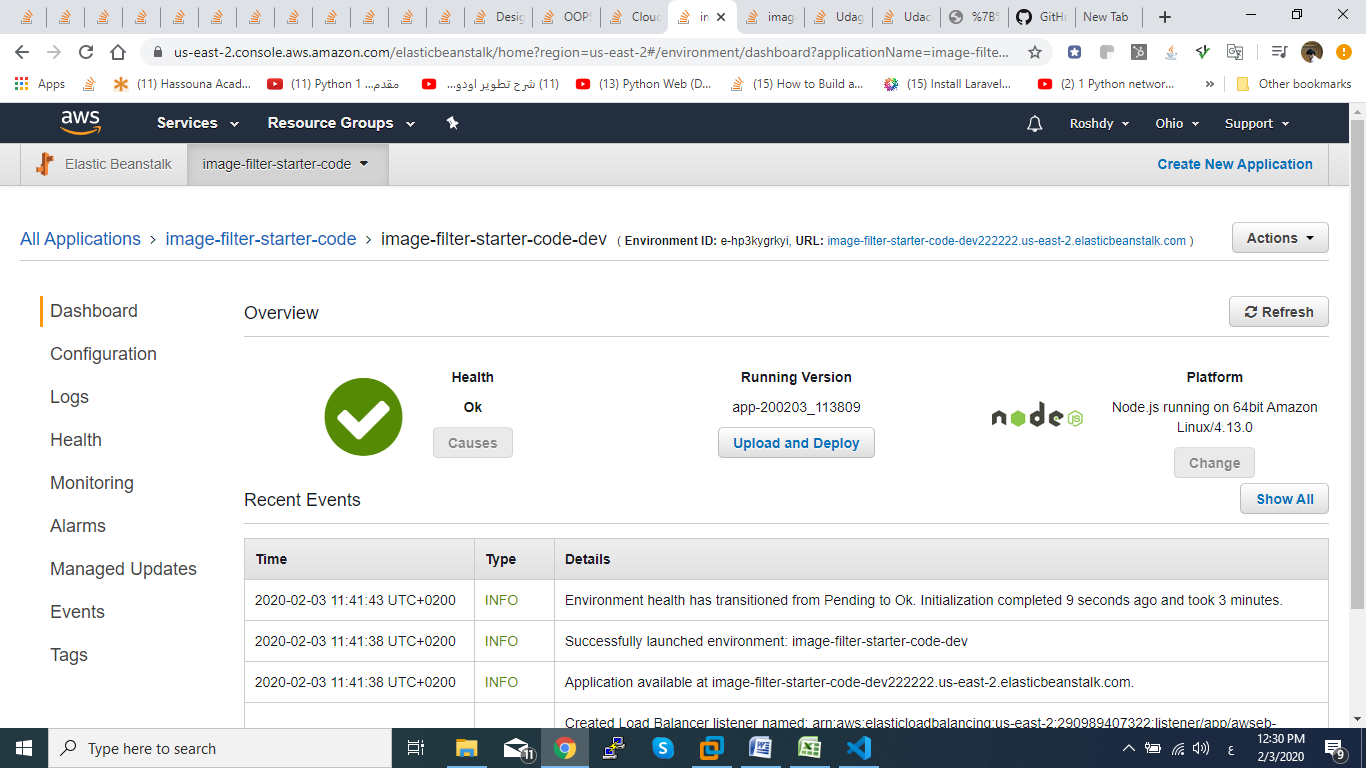 Desig
OOPS
Cloud
in
imag
Udag
Udac
%7B%
GitHu
New Tab
us-east-2.console.aws.amazon.com/elasticbeanstalk/home?region=us-east-2#/environment/dashboard?applicationName=image-filte...
Apps
(11) Hassouna Acad...
(11) Python 1 مقدم...
(11) شرح تطوير اودو...
(13) Python Web (D...
(15) How to Build a...
(15) Install Laravel...
(2) 1 Python networ...
»
Other bookmarks
aws
Services
Resource Groups
Roshdy
Ohio
Support
Elastic Beanstalk
image-filter-starter-code
Create New Application
All Applications › image-filter-starter-code › image-filter-starter-code-dev ( Environment ID: e-hp3kygrkyi, URL: image-filter-starter-code-dev222222.us-east-2.elasticbeanstalk.com )
Actions
Dashboard
Configuration
Logs
Health
Monitoring
Alarms
Managed Updates
Events
Tags
Overview
Refresh
Health
Ok
Causes
Running Version
app-200203_113809
Upload and Deploy
node JS
Platform
Node.js running on 64bit Amazon
Linux/4.13.0
Change
Recent Events
Show All
Time Type Details
2020-02-03 11:41:43 UTC+0200 INFO Environment health has transitioned from Pending to Ok. Initialization completed 9 seconds ago and took 3 minutes.
2020-02-03 11:41:38 UTC+0200 INFO Successfully launched environment: image-filter-starter-code-dev
2020-02-03 11:41:38 UTC+0200 INFO Application available at image-filter-starter-code-dev222222.us-east-2.elasticbeanstalk.com.
Created Load Balancer listener named: arn:aws:elasticloadbalancing:us-east-2:290989407322:listener/app/awseb-
Type here to search
11
ع
12:30 PM
2/3/2020
9